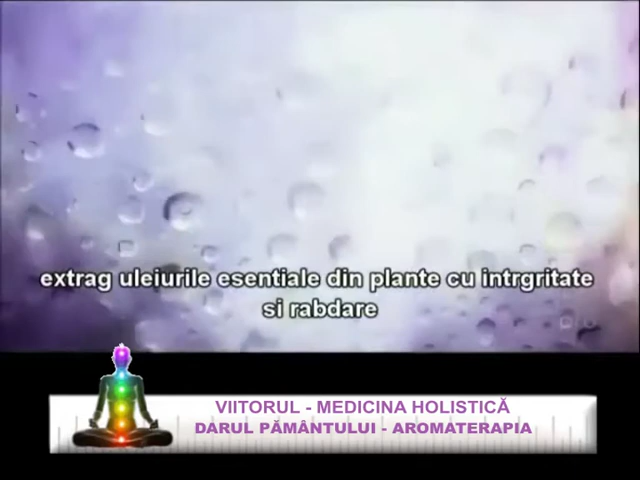 extrag uleiurile esentiale din plante cu intrgritate
si rabdare
VIITORUL - MEDICINA HOLISTICĂ
DARUL PĂMÂNTULUI - AROMATERAPIA